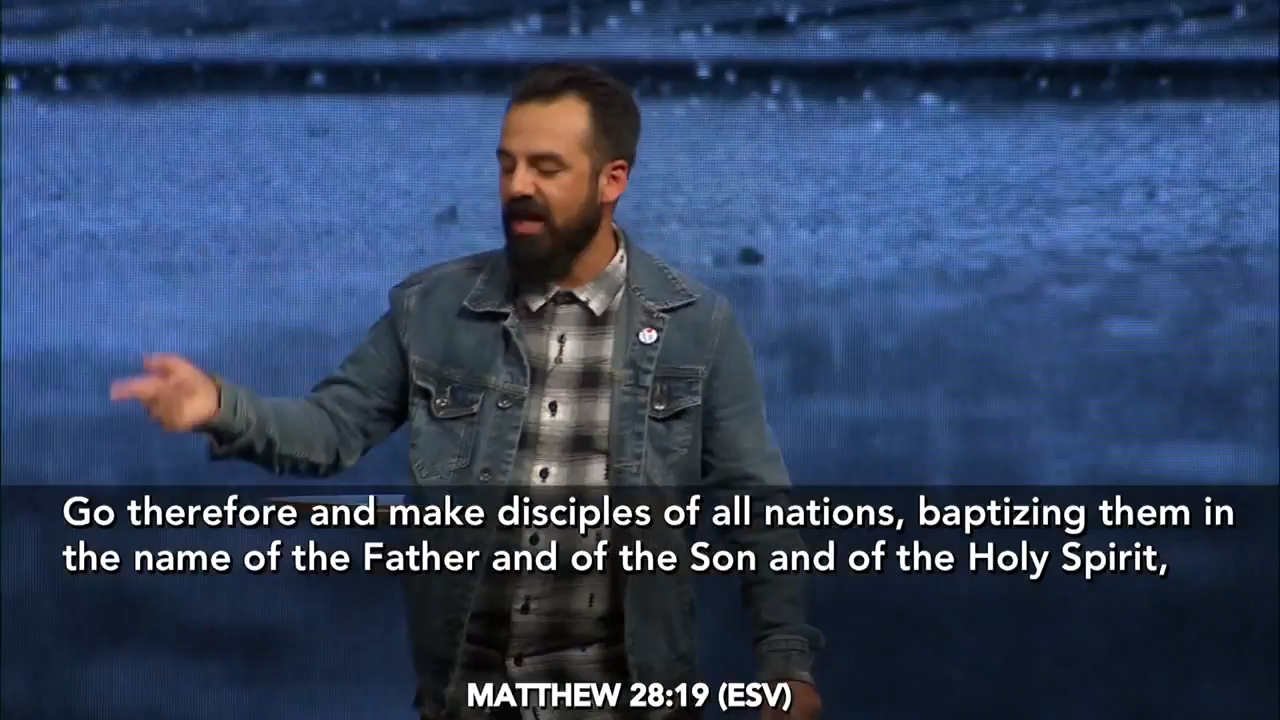 Go therefore and make disciples of all nations, baptizing them in
the name of the Father and of the Son and of the Holy Spirit,
MATTHEW 28:19 (ESV)